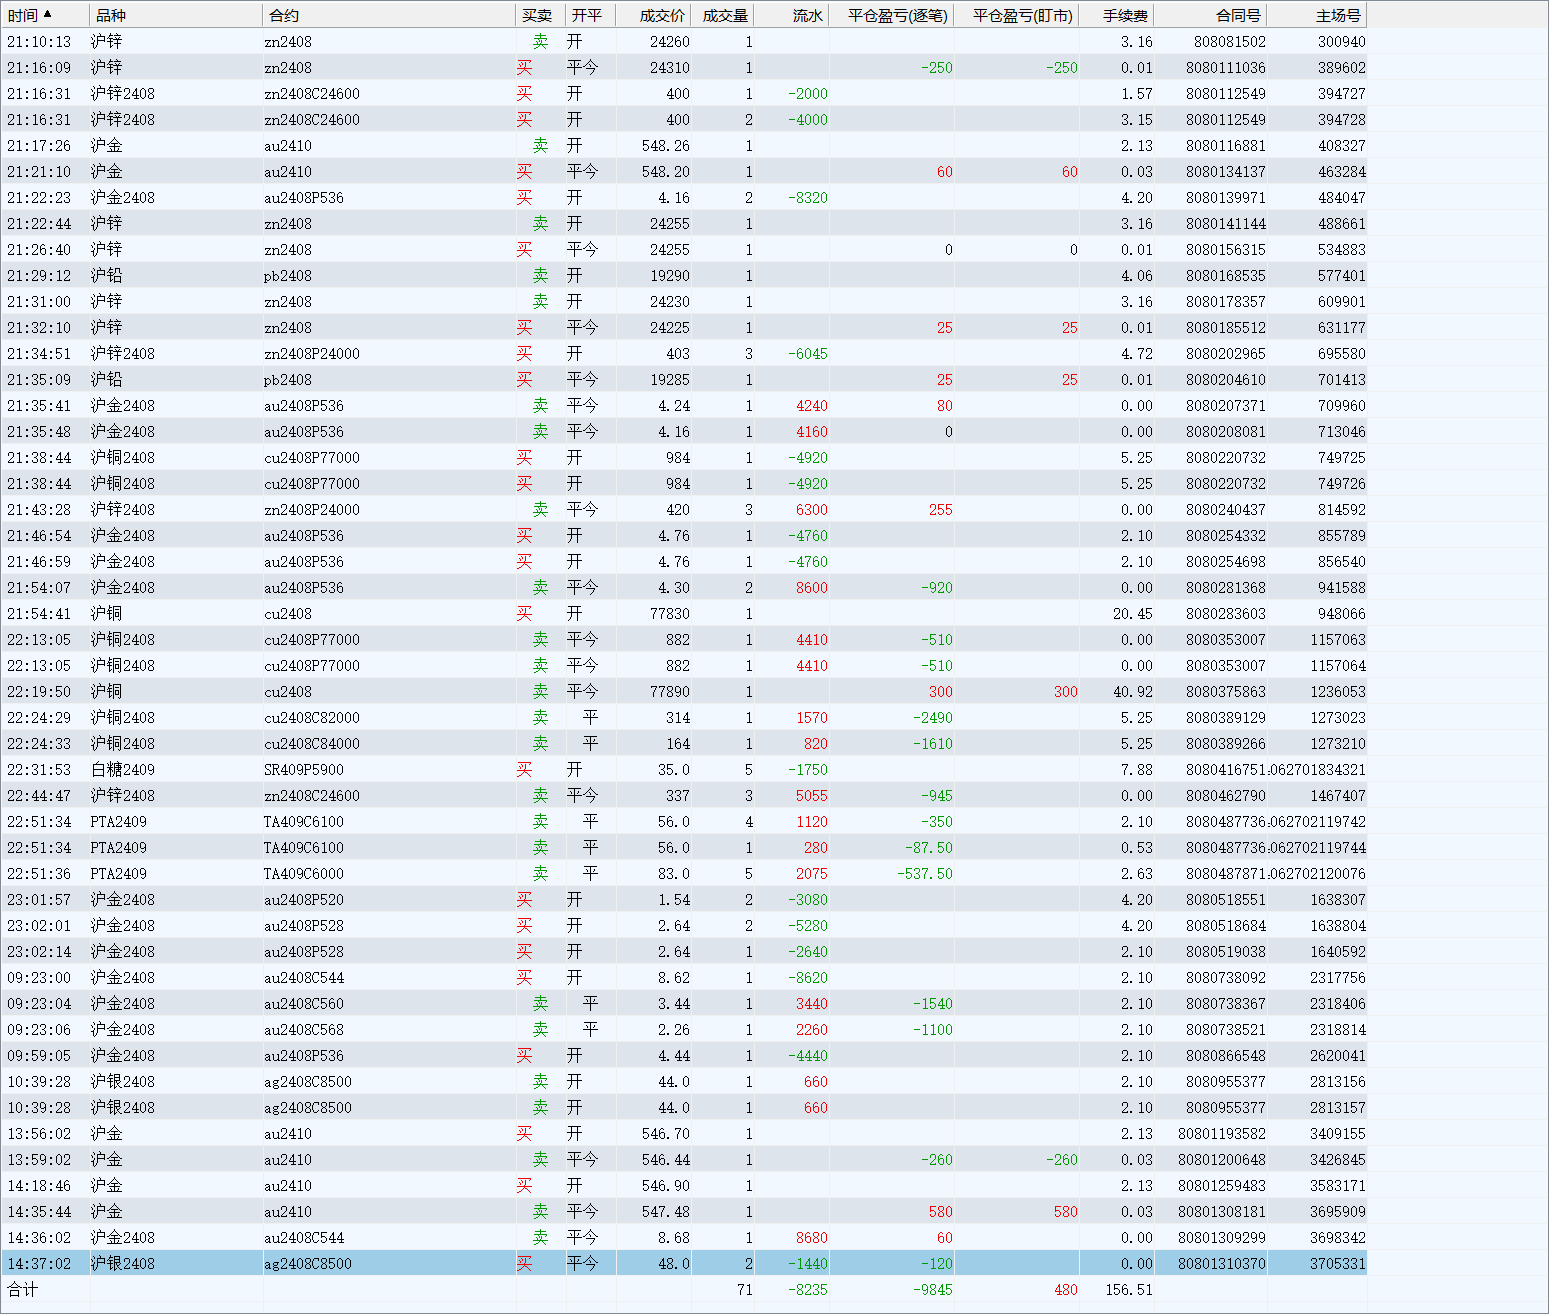 时间▲ 品种 合约 买卖 开平 成交价 成交量 流水 平仓盈亏(逐笔) 平仓盈亏(盯市) 手续费 合同号 主场号
21:10:13 沪锌 zn2408 卖 开 24260 1 3.16 808081502 300940
21:16:09 沪锌 zn2408 买 平今 24310 1 -250 -250 0.01 8080111036 389602
21:16:31 沪锌2408 zn2408C24600 买 开 400 1 -2000 1.57 8080112549 394727
21:16:31 沪锌2408 zn2408C24600 买 开 400 2 -4000 3.15 8080112549 394728
21:17:26 沪金 au2410 卖 开 548.26 1 2.13 8080116881 408327
21:21:10 沪金 au2410 买 平今 548.20 1 60 60 0.03 8080134137 463284
21:22:23 沪金2408 au2408P536 买 开 4.16 2 -8320 4.20 8080139971 484047
21:22:44 沪锌 zn2408 卖 开 24255 1 3.16 8080141144 488661
21:26:40 沪锌 zn2408 买 平今 24255 1 0 0 0.01 8080156315 534883
21:29:12 沪铅 pb2408 卖 开 19290 1 4.06 8080168535 577401
21:31:00 沪锌 zn2408 卖 开 24230 1 3.16 8080178357 609901
21:32:10 沪锌 zn2408 买 平今 24225 1 25 25 0.01 8080185512 631177
21:34:51 沪锌2408 zn2408P24000 买 开 403 3 -6045 4.72 8080202965 695580
21:35:09 沪铅 pb2408 买 平今 19285 1 25 25 0.01 8080204610 701413
21:35:41 沪金2408 au2408P536 卖 平今 4.24 1 4240 80 0.00 8080207371 709960
21:35:48 沪金2408 au2408P536 卖 平今 4.16 1 4160 0 0.00 8080208081 713046
21:38:44 沪铜2408 cu2408P77000 买 开 984 1 -4920 5.25 8080220732 749725
21:38:44 沪铜2408 cu2408P77000 买 开 984 1 -4920 5.25 8080220732 749726
21:43:28 沪锌2408 zn2408P24000 卖 平今 420 3 6300 255 0.00 8080240437 814592
21:46:54 沪金2408 au2408P536 买 开 4.76 1 -4760 2.10 8080254332 855789
21:46:59 沪金2408 au2408P536 买 开 4.76 1 -4760 2.10 8080254698 856540
21:54:07 沪金2408 au2408P536 卖 平今 4.30 2 8600 -920 0.00 8080281368 941588
21:54:41 沪铜 cu2408 买 开 77830 1 20.45 8080283603 948066
22:13:05 沪铜2408 cu2408P77000 卖 平今 882 1 4410 -510 0.00 8080353007 1157063
22:13:05 沪铜2408 cu2408P77000 卖 平今 882 1 4410 -510 0.00 8080353007 1157064
22:19:50 沪铜 cu2408 卖 平今 77890 1 300 300 40.92 8080375863 1236053
22:24:29 沪铜2408 cu2408C82000 卖 平 314 1 1570 -2490 5.25 8080389129 1273023
22:24:33 沪铜2408 cu2408C84000 卖 平 164 1 820 -1610 5.25 8080389266 1273210
22:31:53 白糖2409 SR409P5900 买 开 35.0 5 -1750 7.88 8080416751 062701834321
22:44:47 沪锌2408 zn2408C24600 卖 平今 337 3 5055 -945 0.00 8080462790 1467407
22:51:34 PTA2409 TA409C6100 卖 平 56.0 4 1120 -350 2.10 8080487736 062702119742
22:51:34 PTA2409 TA409C6100 卖 平 56.0 1 280 -87.50 0.53 8080487736 062702119744
22:51:36 PTA2409 TA409C6000 卖 平 83.0 5 2075 -537.50 2.63 8080487871 062702120076
23:01:57 沪金2408 au2408P520 买 开 1.54 2 -3080 4.20 8080518551 1638307
23:02:01 沪金2408 au2408P528 买 开 2.64 2 -5280 4.20 8080518684 1638804
23:02:14 沪金2408 au2408P528 买 开 2.64 1 -2640 2.10 8080519038 1640592
09:23:00 沪金2408 au2408C544 买 开 8.62 1 -8620 2.10 8080738092 2317756
09:23:04 沪金2408 au2408C560 卖 平 3.44 1 3440 -1540 2.10 8080738367 2318406
09:23:06 沪金2408 au2408C568 卖 平 2.26 1 2260 -1100 2.10 8080738521 2318814
09:59:05 沪金2408 au2408P536 买 开 4.44 1 -4440 2.10 8080866548 2620041
10:39:28 沪银2408 ag2408C8500 卖 开 44.0 1 660 2.10 8080955377 2813156
10:39:28 沪银2408 ag2408C8500 卖 开 44.0 1 660 2.10 8080955377 2813157
13:56:02 沪金 au2410 买 开 546.70 1 2.13 80801193582 3409155
13:59:02 沪金 au2410 卖 平今 546.44 1 -260 -260 0.03 80801200648 3426845
14:18:46 沪金 au2410 买 开 546.90 1 2.13 80801259483 3583171
14:35:44 沪金 au2410 卖 平今 547.48 1 580 580 0.03 80801308181 3695909
14:36:02 沪金2408 au2408C544 卖 平今 8.68 1 8680 60 0.00 80801309299 3698342
14:37:02 沪银2408 ag2408C8500 买 平今 48.0 2 -1440 -120 0.00 80801310370 3705331
合计 71 -8235 -9845 480 156.51